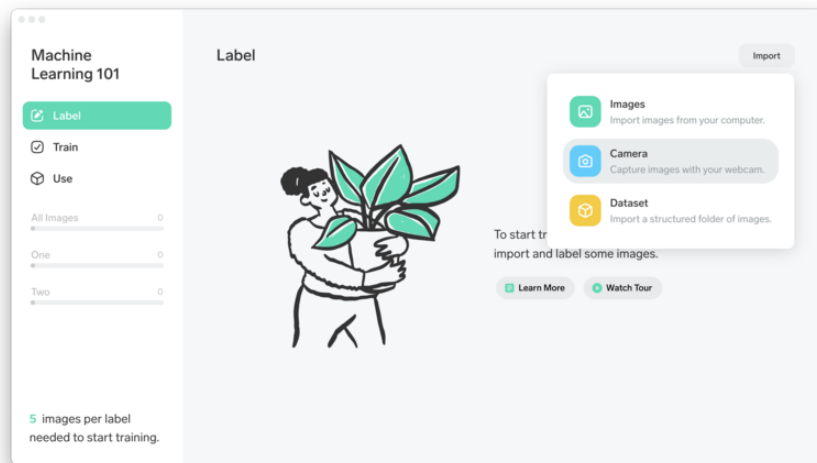 Machine
Learning 101
Label
Train
Use
All Images 0
One 0
Two 0
5 images per label
needed to start training.
Label
Import
Images
Import images from your computer.
Camera
Capture images with your webcam.
Dataset
Import a structured folder of images.
To start
import and label some images.
Learn More
Watch Tour